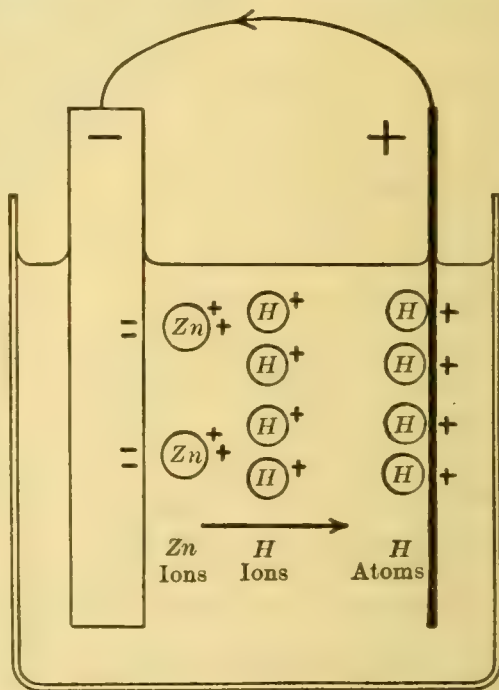 − +
Zn ++ H + H +
H + H +
H + H +
Zn ++ H + H +
Zn H H
Ions Ions Atoms